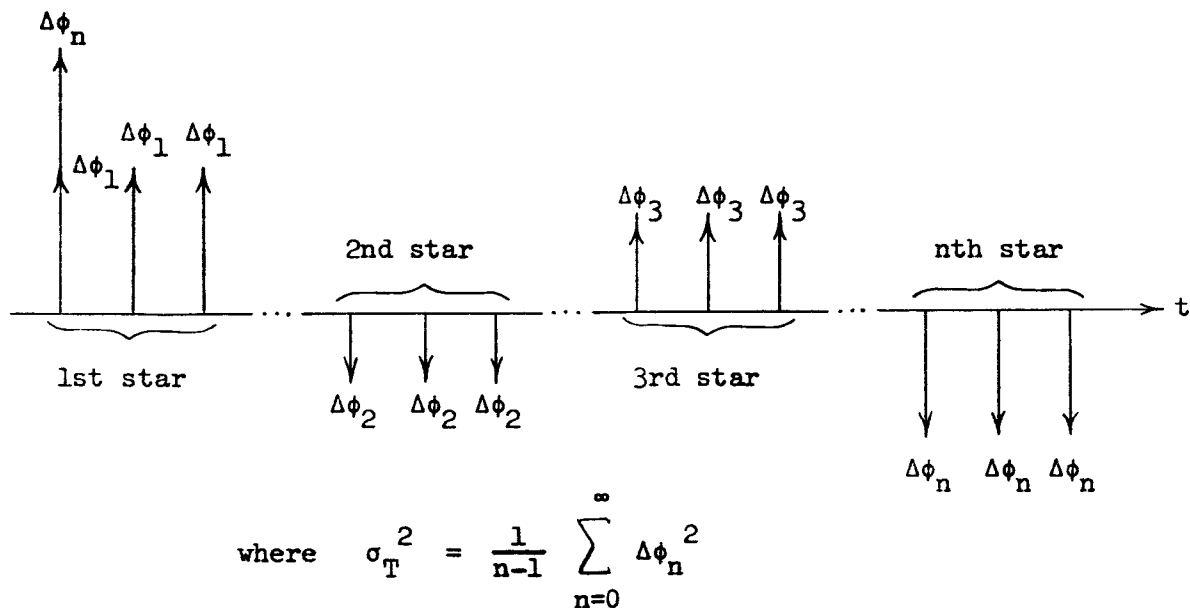 Δϕn
Δϕ1 Δϕ1 Δϕ1
Δϕ3 Δϕ3 Δϕ3
2nd star
nth star
... ... ... t
1st star
3rd star
Δϕ2 Δϕ2 Δϕ2
Δϕn Δϕn Δϕn
where σT² = 1/(n-1) ∞∑n=0 Δϕn²